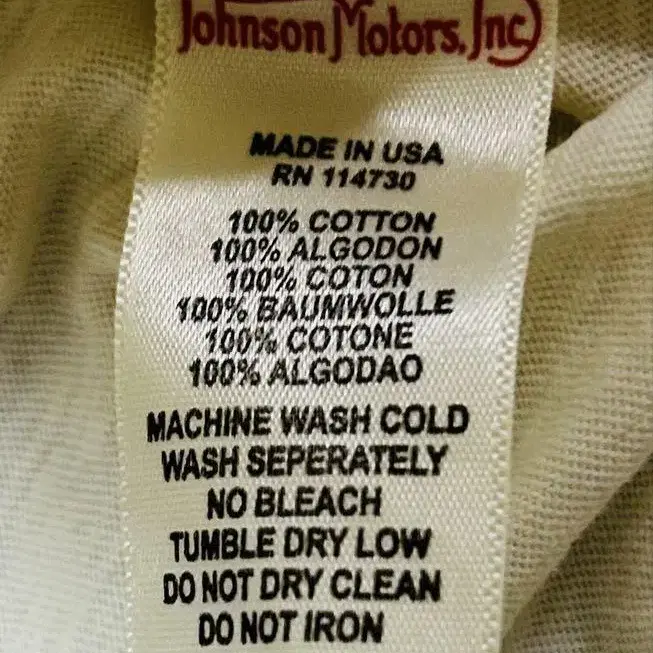 Johnson Motors, Inc
MADE IN USA
RN 114730
100% COTTON
100% ALGODON
100% COTON
100% BAUMWOLLE
100% COTONE
100% ALGODAO
MACHINE WASH COLD
WASH SEPERATELY
NO BLEACH
TUMBLE DRY LOW
DO NOT DRY CLEAN
DO NOT IRON